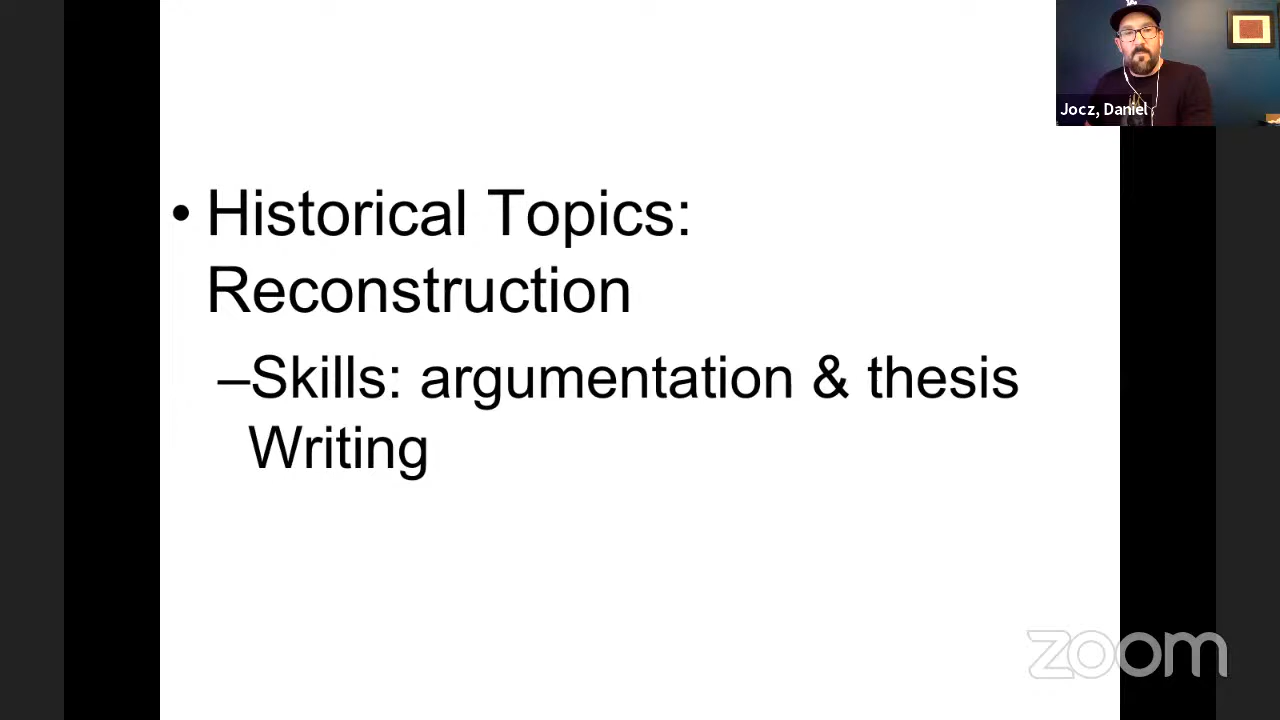 Jocz, Daniel
• Historical Topics:
Reconstruction
–Skills: argumentation & thesis
Writing
zoom